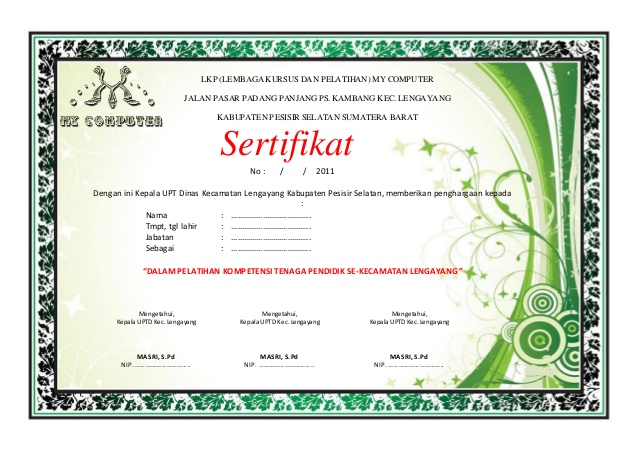 LKP (LEMBAGA KURSUS DAN PELATIHAN) MY COMPUTER
JALAN PASAR PADANG PANJANG PS. KAMBANG KEC. LENGAYANG
KABUPATEN PESISIR SELATAN SUMATERA BARAT
MY COMPUTER
Sertifikat
No : / / 2011
Dengan ini Kepala UPT Dinas Kecamatan Lengayang Kabupaten Pesisir Selatan, memberikan penghargaan kepada
:
Nama : ………………………………
Tmpt, tgl lahir : ………………………………
Jabatan : ………………………………
Sebagai : ………………………………
“DALAM PELATIHAN KOMPETENSI TENAGA PENDIDIK SE-KECAMATAN LENGAYANG”
Mengetahui, Mengetahui, Mengetahui,
Kepala UPTD Kec. Lengayang Kepala UPTD Kec. Lengayang Kepala UPTD Kec. Lengayang
MASRI, S.Pd MASRI, S.Pd MASRI, S.Pd
NIP. ………………………… NIP. ………………………… NIP. …………………………